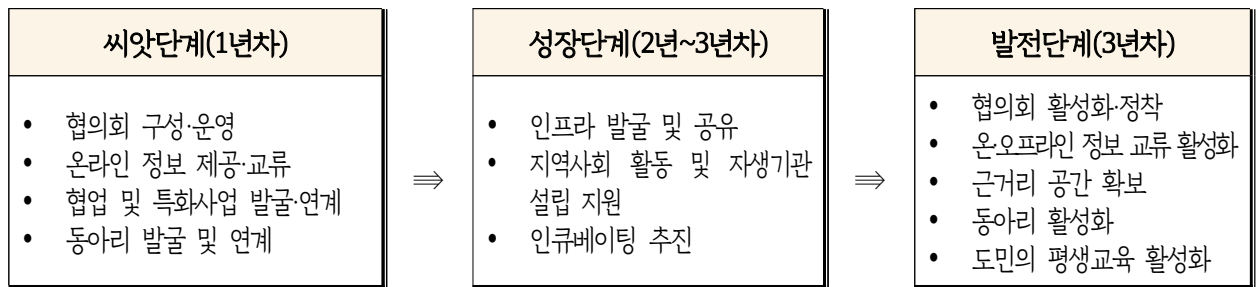 씨앗단계(1년차)
• 협의회 구성·운영
• 온라인 정보 제공·교류
• 협업 및 특화사업 발굴·연계
• 동아리 발굴 및 연계
⇒
성장단계(2년~3년차)
• 인프라 발굴 및 공유
• 지역사회 활동 및 자생기관
설립 지원
• 인큐베이팅 추진
⇒
발전단계(3년차)
• 협의회 활성화·정착
• 온·오프라인 정보 교류 활성화
• 근거리 공간 확보
• 동아리 활성화
• 도민의 평생교육 활성화